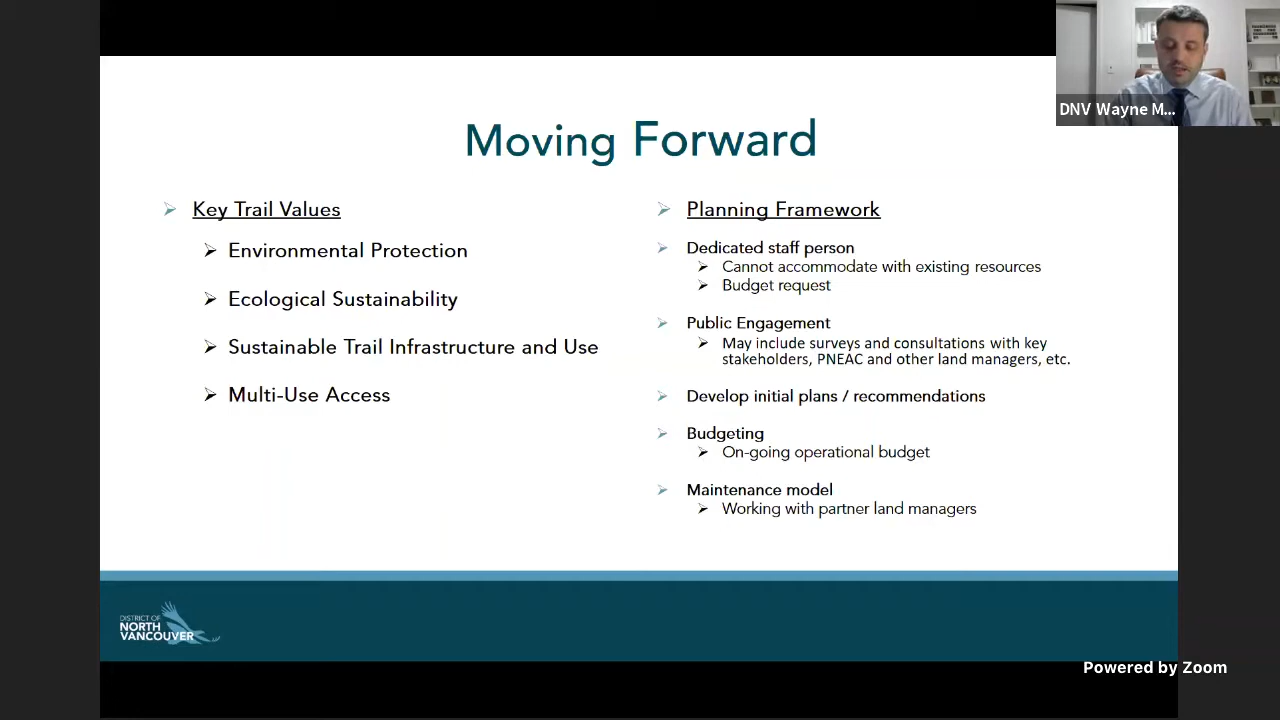 DNV Wayne M...
Moving Forward
Key Trail Values
Environmental Protection
Ecological Sustainability
Sustainable Trail Infrastructure and Use
Multi-Use Access
Planning Framework
Dedicated staff person
Cannot accommodate with existing resources
Budget request
Public Engagement
May include surveys and consultations with key
stakeholders, PNEAC and other land managers, etc.
Develop initial plans / recommendations
Budgeting
On-going operational budget
Maintenance model
Working with partner land managers
DISTRICT OF
NORTH
VANCOUVER
Powered by Zoom